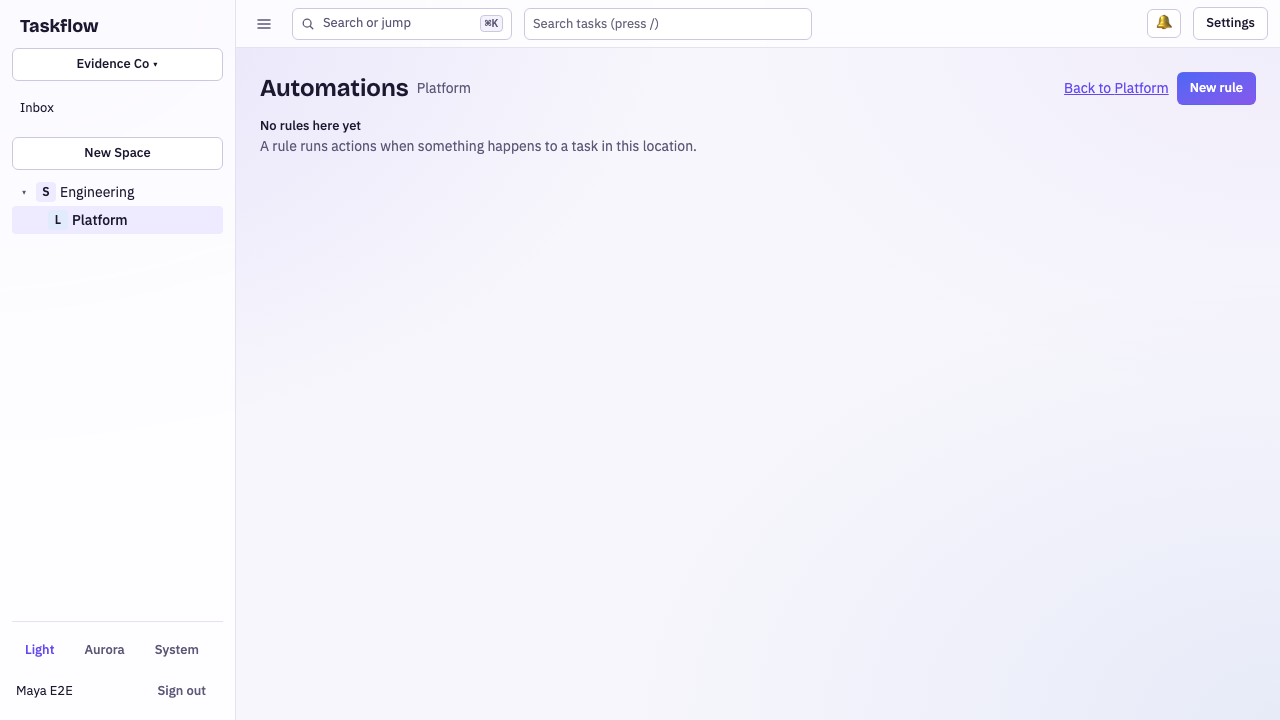 Taskflow
Evidence Co ▾
Inbox
New Space
▾ S Engineering
L Platform
Light Aurora System
Maya E2E Sign out
Search or jump ⌘K
Search tasks (press /)
Settings
Automations Platform
Back to Platform
New rule
No rules here yet
A rule runs actions when something happens to a task in this location.